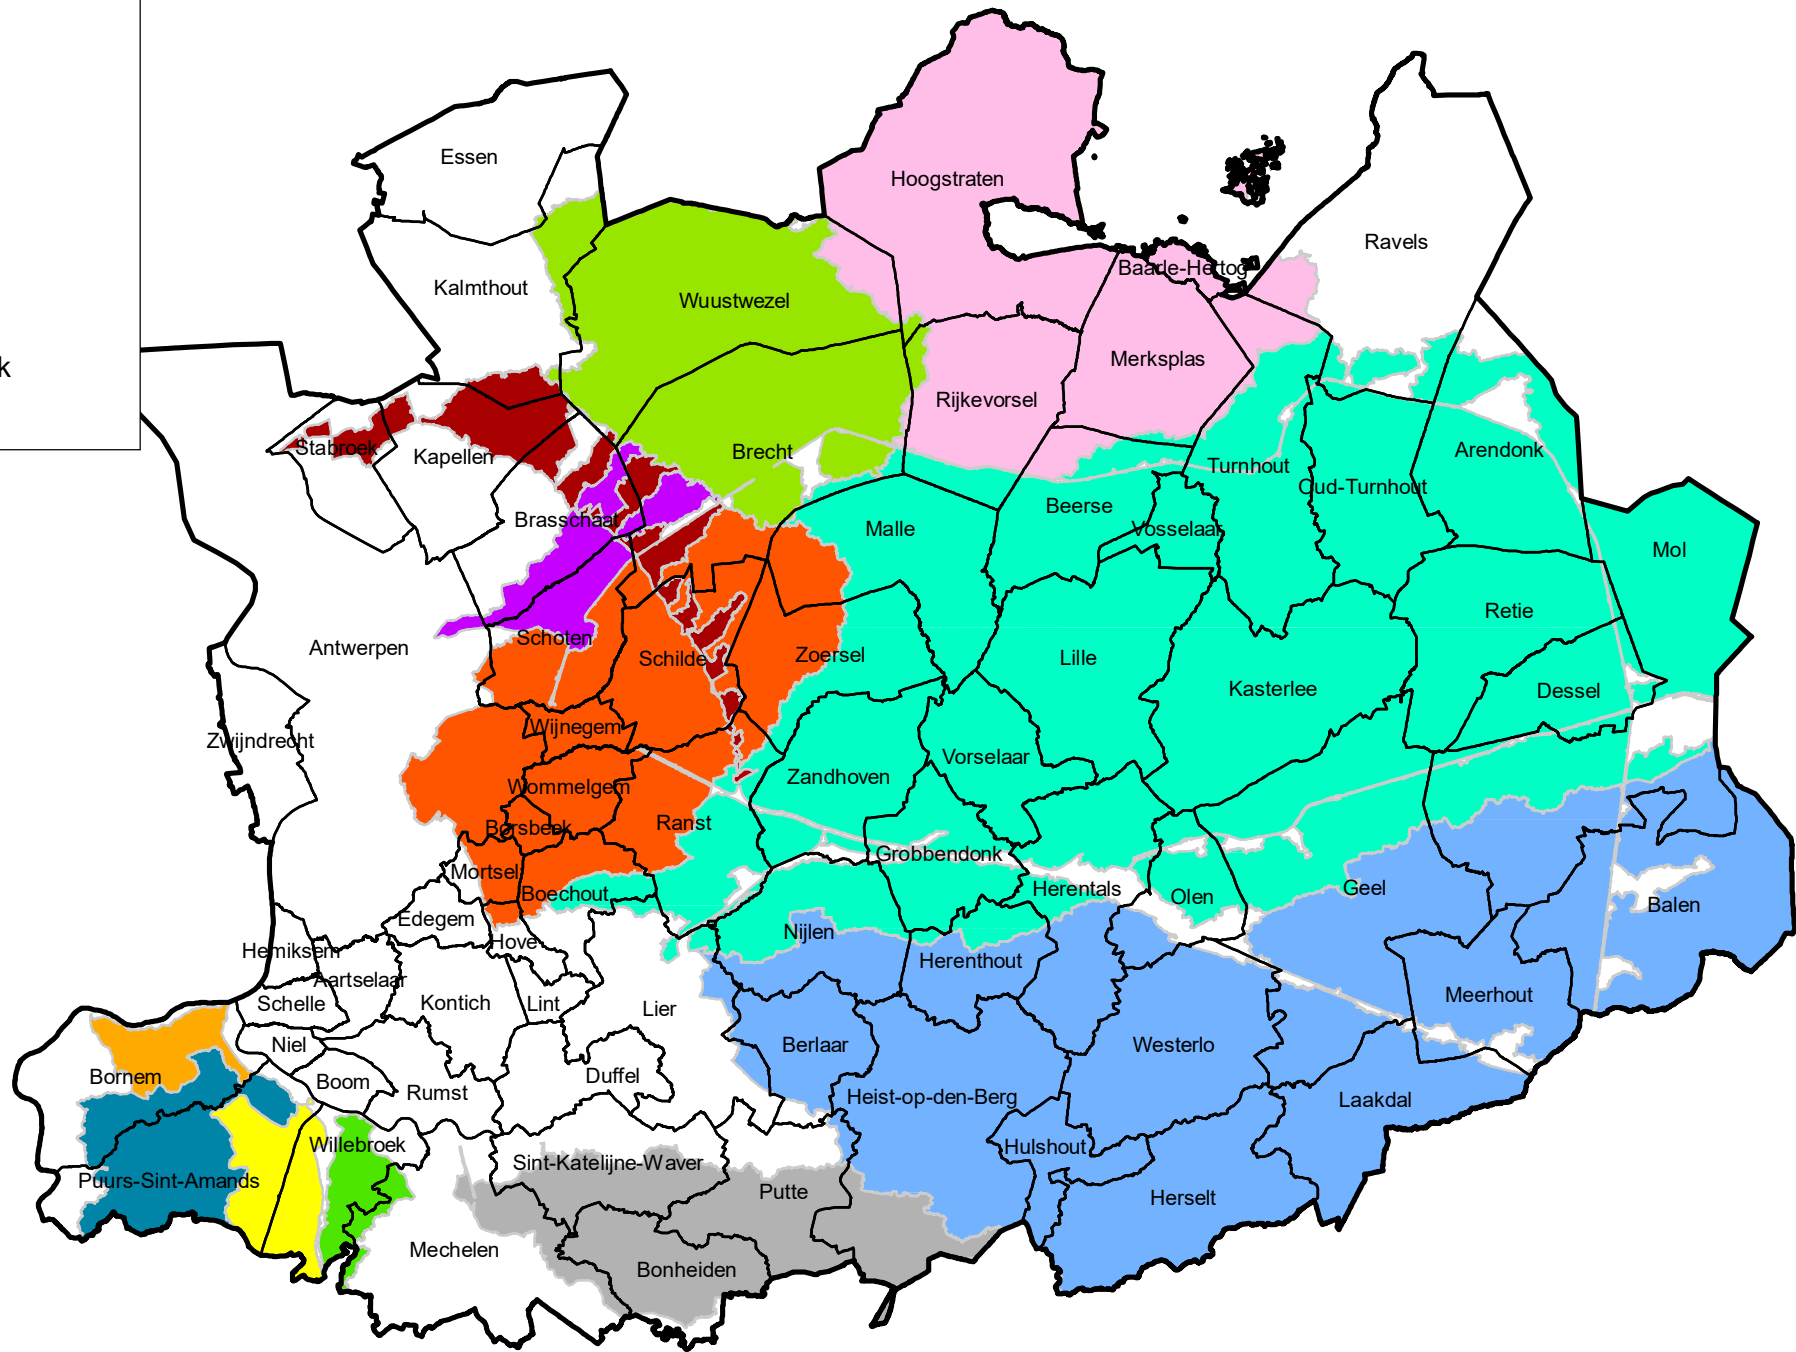 Essen
Hoogstraten
Ravels
Baarle-Hertog
Kalmthout
Wuustwezel
Merksplas
k
Rijkevorsel
Stabroek
Kapellen
Brecht
Arendonk
Turnhout
Oud-Turnhout
Beerse
Brasschaat
Malle
Vosselaar
Mol
Retie
Schoten
Antwerpen
Schilde
Zoersel
Lille
Kasterlee
Dessel
Wijnegem
Zwijndrecht
Vorselaar
Zandhoven
Wommelgem
Ranst
Borsbeek
Grobbendonk
Mortsel
Boechout
Herentals
Geel
Olen
Balen
Edegem
Nijlen
Hove
Hemiksem
Herenthout
Aartselaar
Meerhout
Schelle
Kontich
Lint
Lier
Niel
Berlaar
Westerlo
Bornem
Boom
Duffel
Rumst
Heist-op-den-Berg
Laakdal
Willebroek
Hulshout
Sint-Katelijne-Waver
Puurs-Sint-Amands
Putte
Herselt
Mechelen
Bonheiden